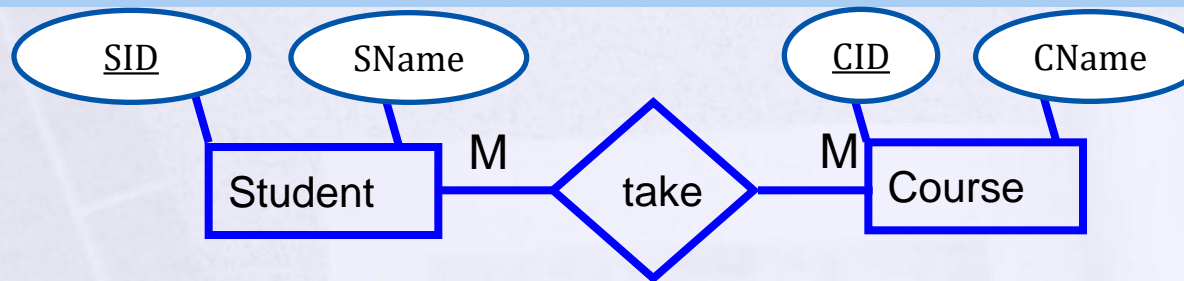 SID SName CID CName
M M
Student take Course